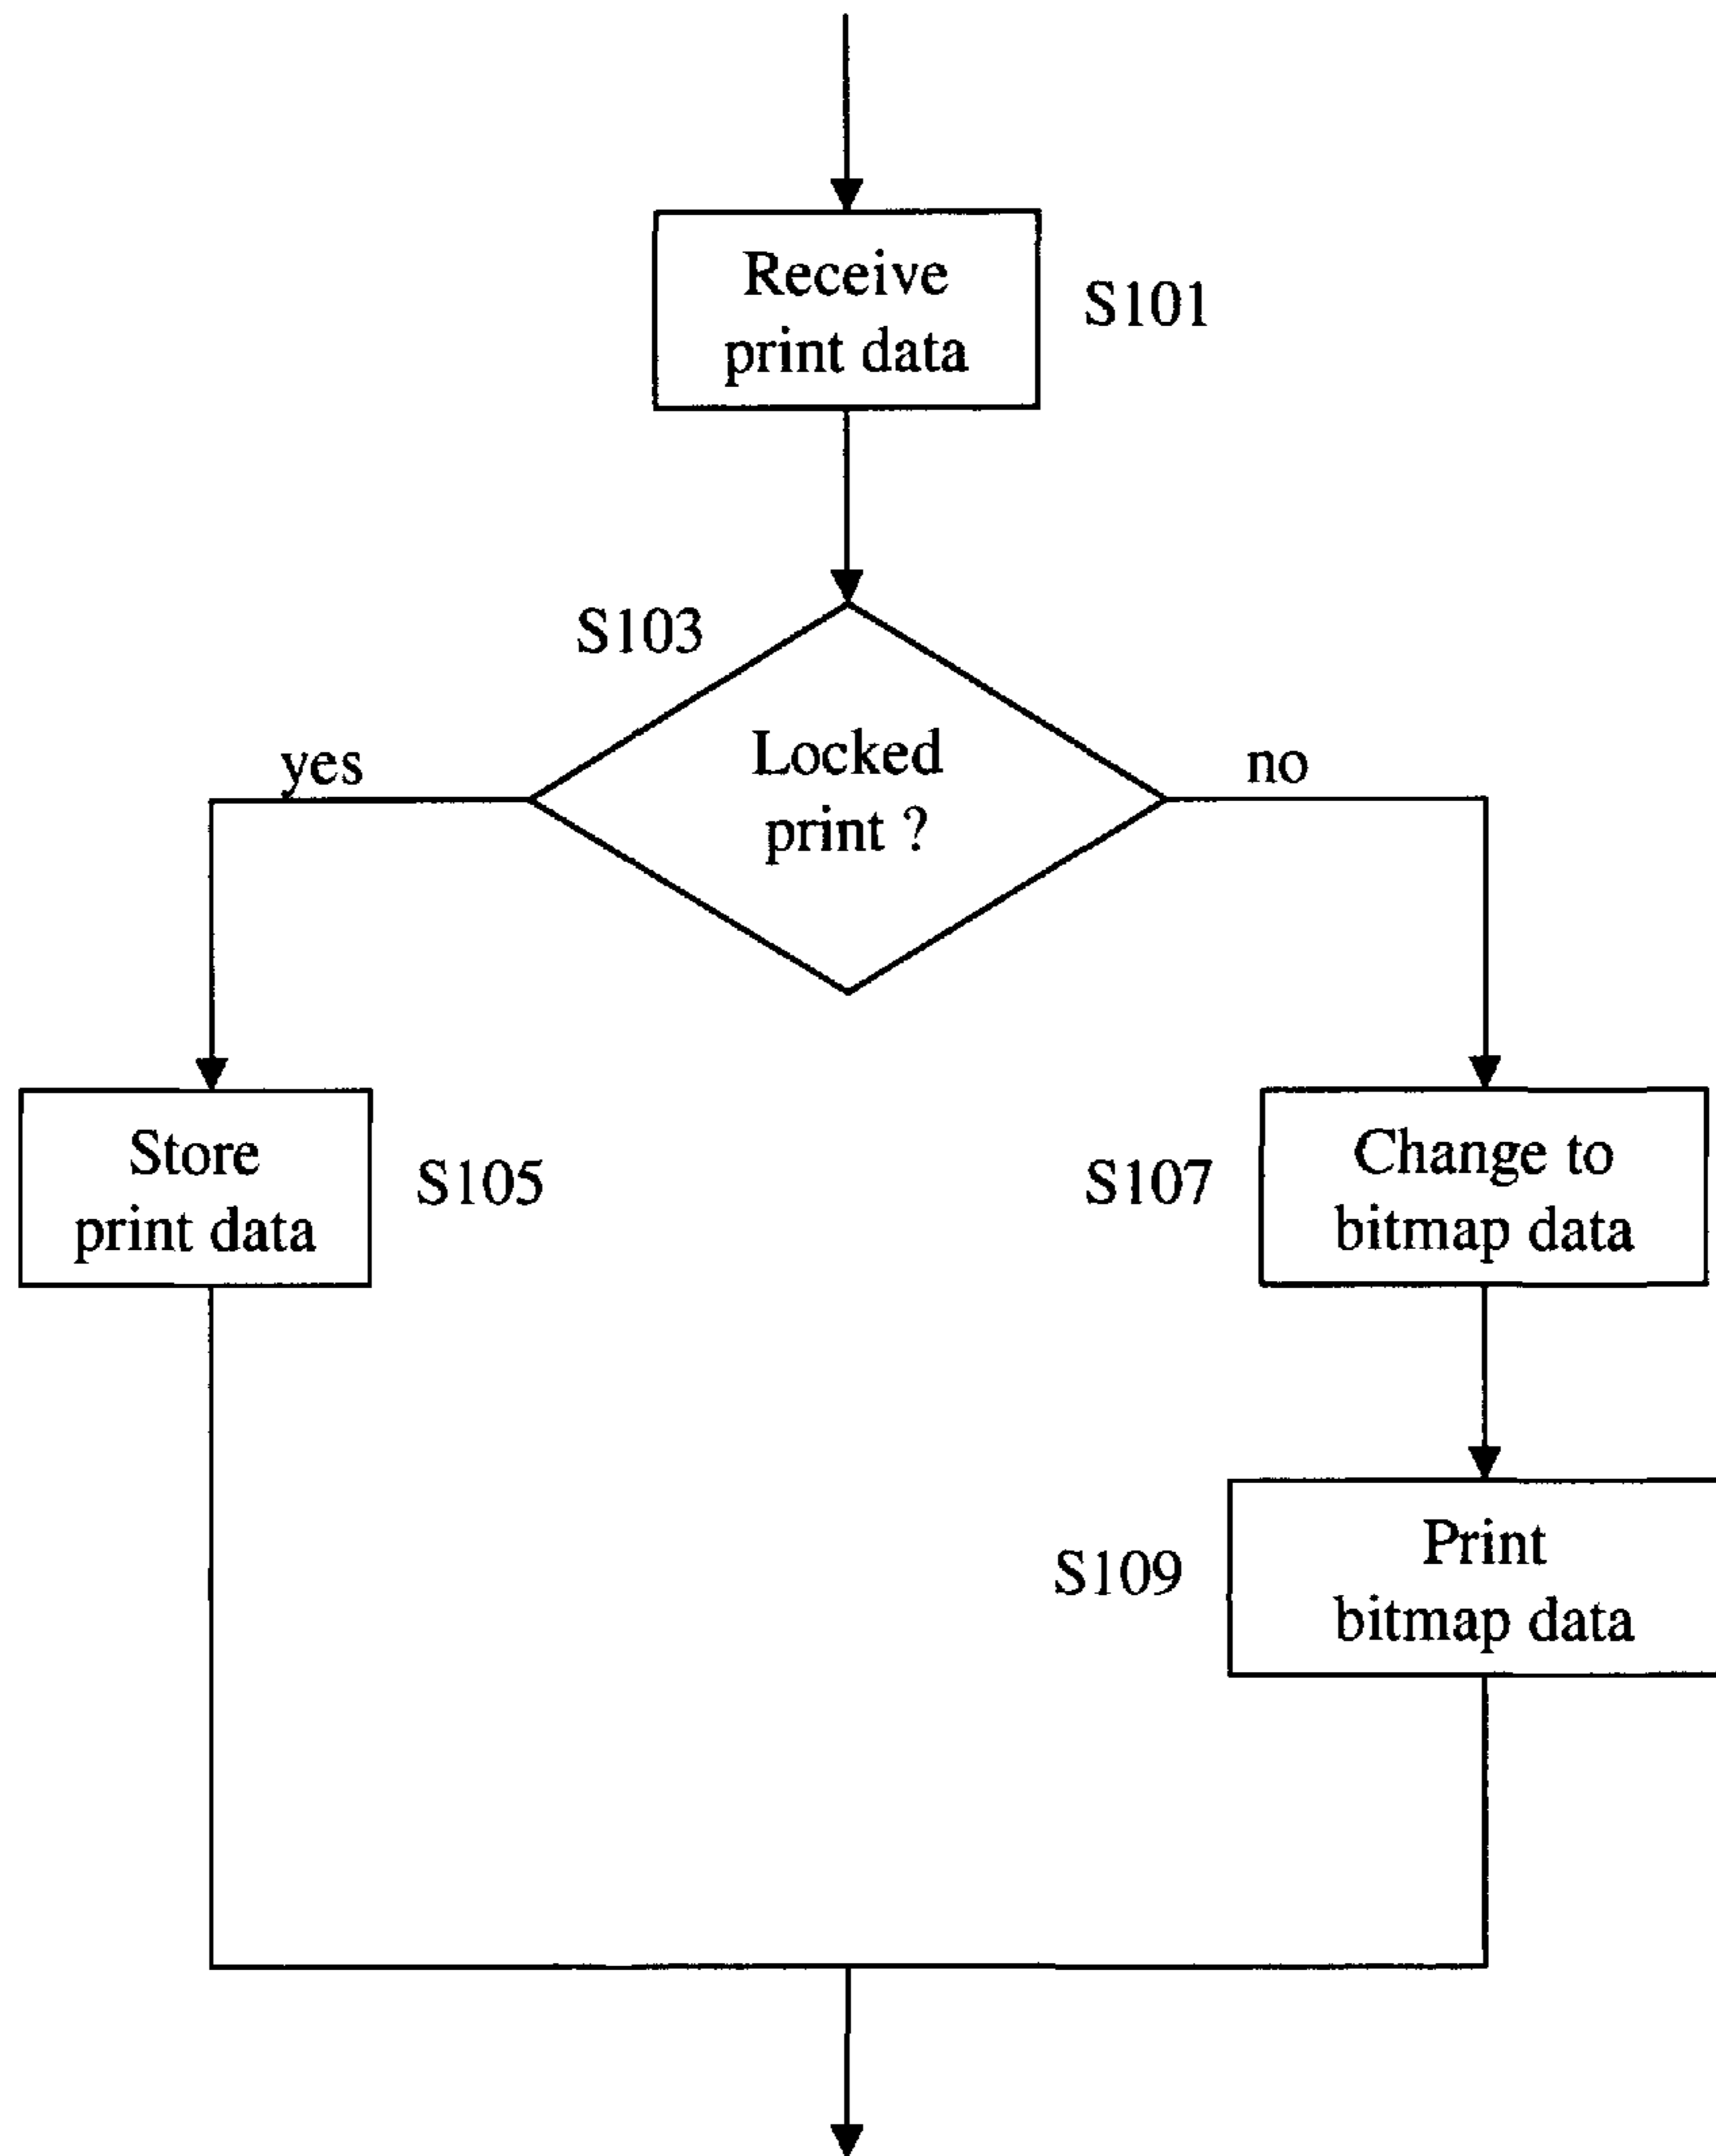 Receive
print data
S101
S103
Locked
print ?
yes
no
Store
print data
S105
S107
Change to
bitmap data
S109
Print
bitmap data